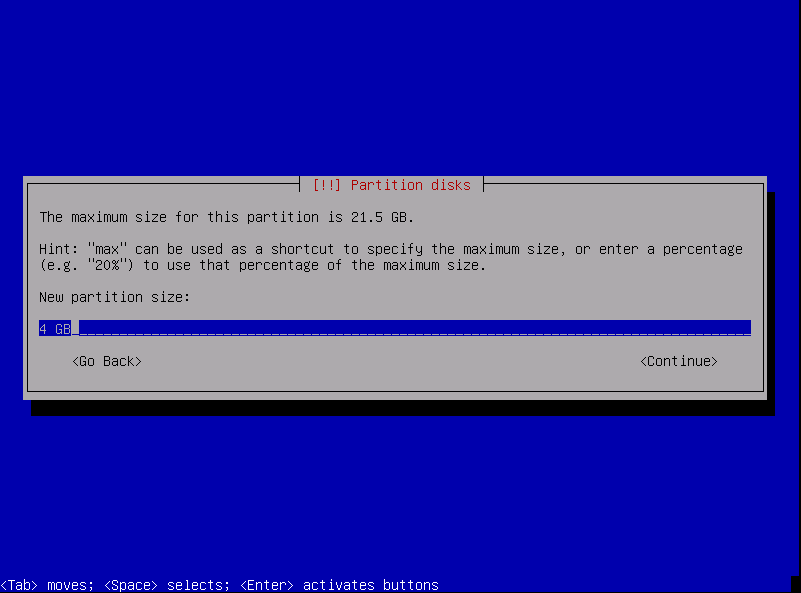 [!!] Partition disks
The maximum size for this partition is 21.5 GB.
Hint: "max" can be used as a shortcut to specify the maximum size, or enter a percentage
(e.g. "20%") to use that percentage of the maximum size.
New partition size:
4 GB
<Go Back> <Continue>
<Tab> moves; <Space> selects; <Enter> activates buttons